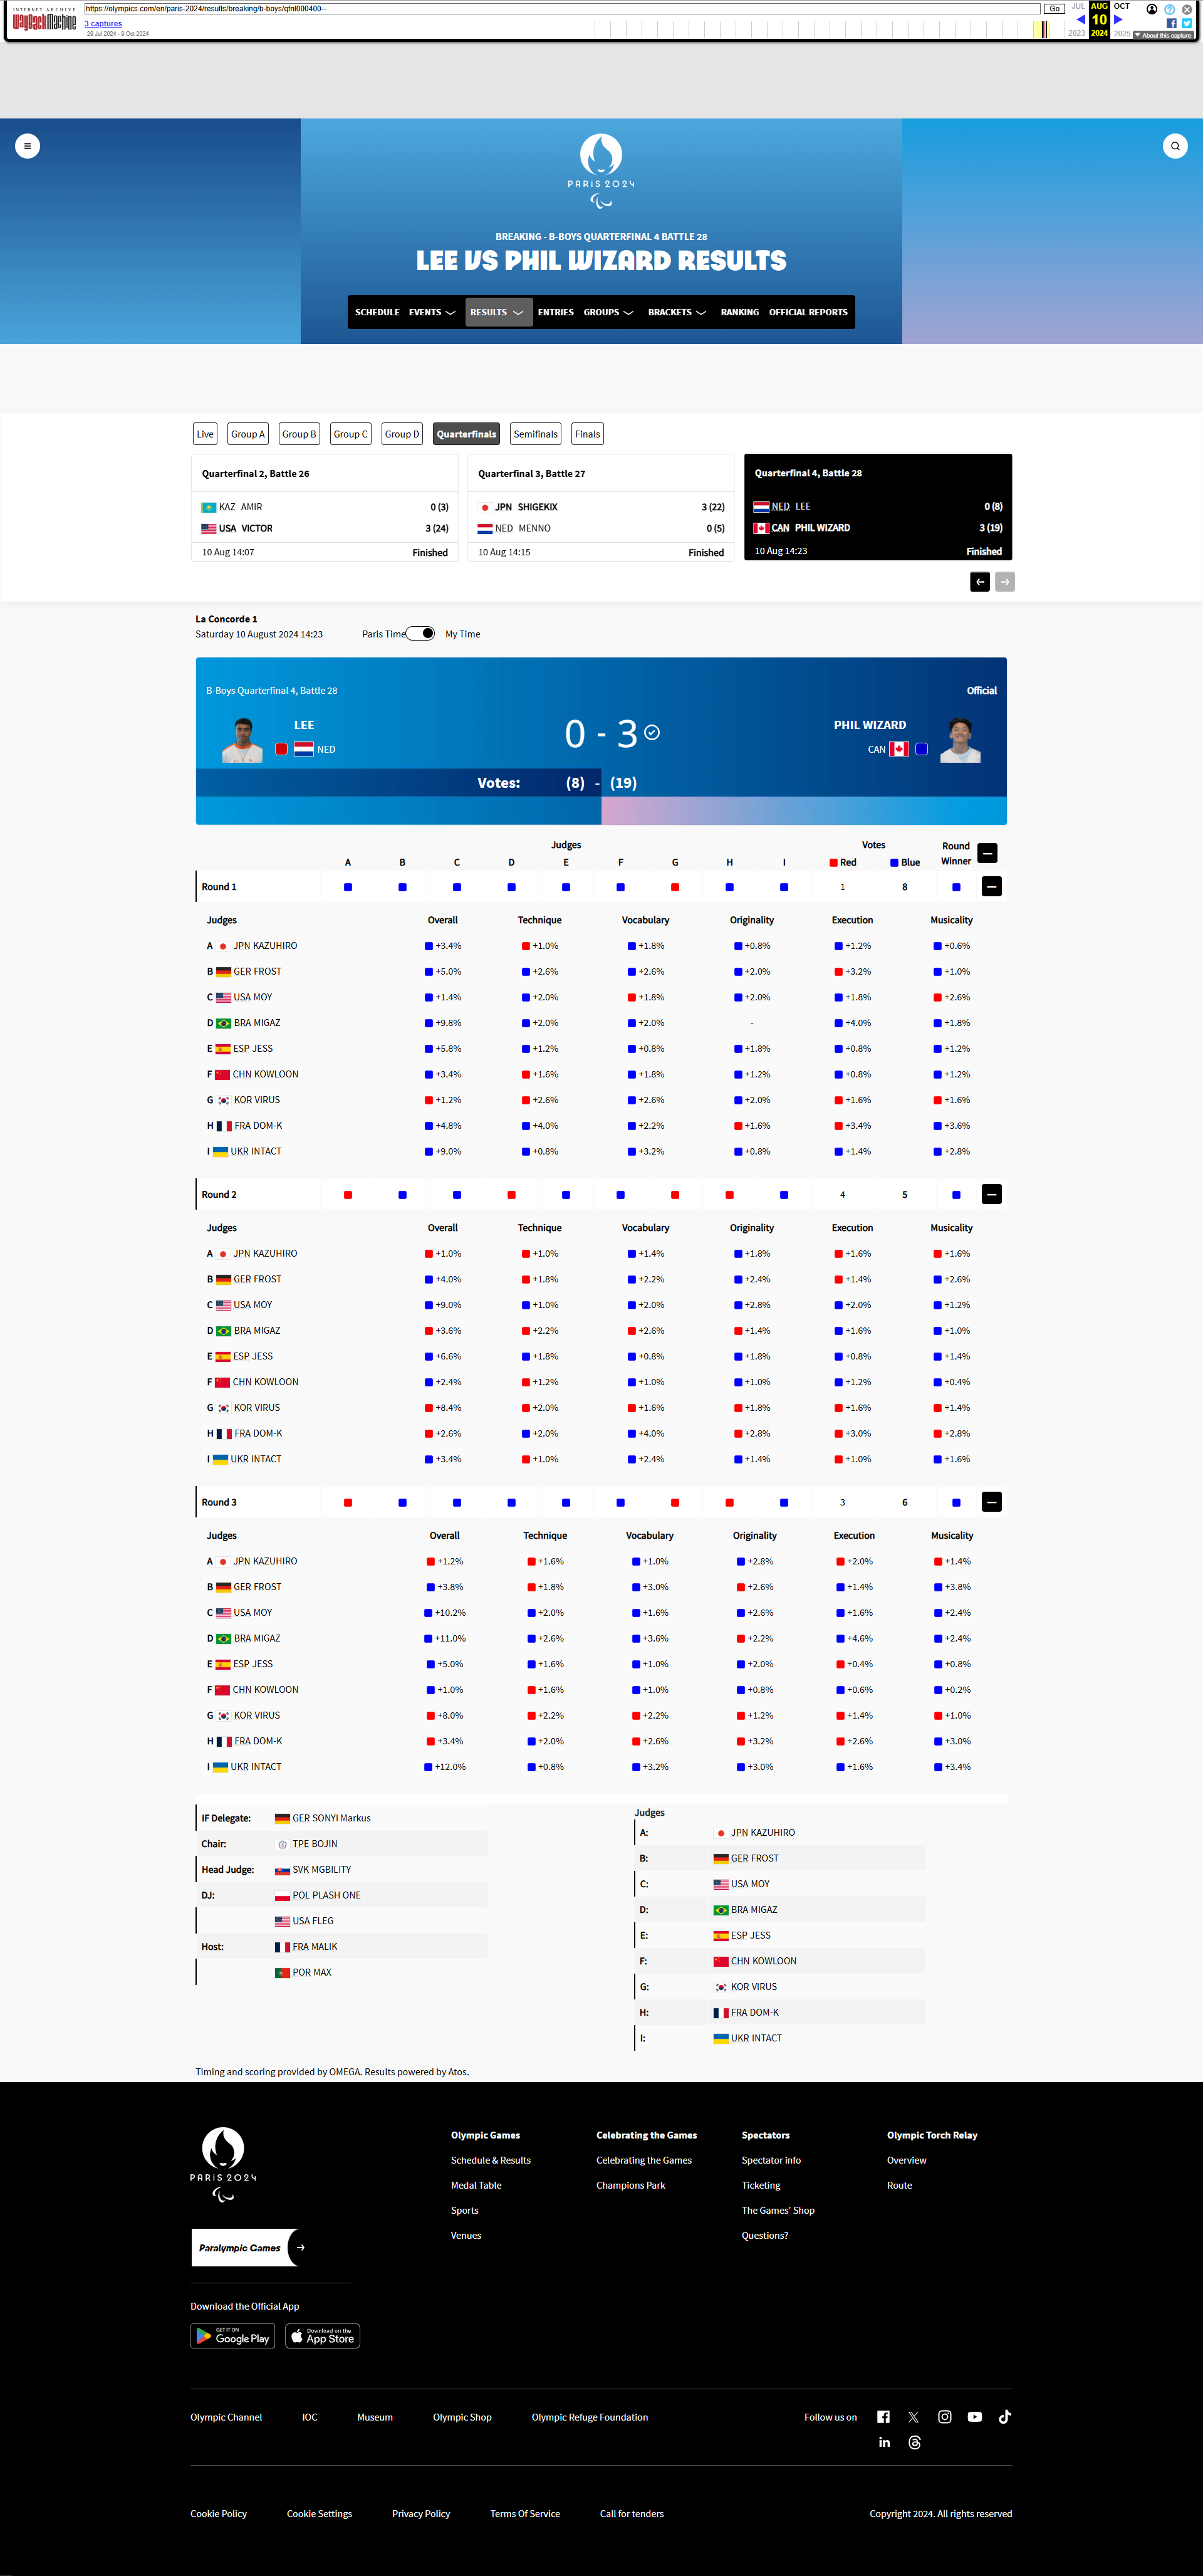 INTERNET ARCHIVE
WayBackMachine
https://olympics.com/en/paris-2024/results/breaking/b-boys/qfnl000400--
Go
JUL AUG OCT
3 captures
10
29 Jul 2024 - 9 Oct 2024
2023 2024 2025
▼ About this capture
PARIS 2024
BREAKING - B-BOYS QUARTERFINAL 4 BATTLE 28
LEE VS PHIL WIZARD RESULTS
SCHEDULE EVENTS RESULTS ENTRIES GROUPS BRACKETS RANKING OFFICIAL REPORTS
Live Group A Group B Group C Group D Quarterfinals Semifinals Finals
Quarterfinal 2, Battle 26
KAZ AMIR 0 (3)
USA VICTOR 3 (24)
10 Aug 14:07 Finished
Quarterfinal 3, Battle 27
JPN SHIGEKIX 3 (22)
NED MENNO 0 (5)
10 Aug 14:15 Finished
Quarterfinal 4, Battle 28
NED LEE 0 (8)
CAN PHIL WIZARD 3 (19)
10 Aug 14:23 Finished
La Concorde 1
Saturday 10 August 2024 14:23 Paris Time My Time
B-Boys Quarterfinal 4, Battle 28 Official
LEE 0 - 3 PHIL WIZARD
NED CAN
Votes: (8) - (19)
Judges Votes Round Winner
A B C D E F G H I Red Blue
Round 1 1 8
Judges Overall Technique Vocabulary Originality Execution Musicality
A JPN KAZUHIRO +3.4% +1.0% +1.8% +0.8% +1.2% +0.6%
B GER FROST +5.0% +2.6% +2.6% +2.0% +3.2% +1.0%
C USA MOY +1.4% +2.0% +1.8% +2.0% +1.8% +2.6%
D BRA MIGAZ +9.8% +2.0% +2.0% - +4.0% +1.8%
E ESP JESS +5.8% +1.2% +0.8% +1.8% +0.8% +1.2%
F CHN KOWLOON +3.4% +1.6% +1.8% +1.2% +0.8% +1.2%
G KOR VIRUS +1.2% +2.6% +2.6% +2.0% +1.6% +1.6%
H FRA DOM-K +4.8% +4.0% +2.2% +1.6% +3.4% +3.6%
I UKR INTACT +9.0% +0.8% +3.2% +0.8% +1.4% +2.8%
Round 2 4 5
Judges Overall Technique Vocabulary Originality Execution Musicality
A JPN KAZUHIRO +1.0% +1.0% +1.4% +1.8% +1.6% +1.6%
B GER FROST +4.0% +1.8% +2.2% +2.4% +1.4% +2.6%
C USA MOY +9.0% +1.0% +2.0% +2.8% +2.0% +1.2%
D BRA MIGAZ +3.6% +2.2% +2.6% +1.4% +1.6% +1.0%
E ESP JESS +6.6% +1.8% +0.8% +1.8% +0.8% +1.4%
F CHN KOWLOON +2.4% +1.2% +1.0% +1.0% +1.2% +0.4%
G KOR VIRUS +8.4% +2.0% +1.6% +1.8% +1.6% +1.4%
H FRA DOM-K +2.6% +2.0% +4.0% +2.8% +3.0% +2.8%
I UKR INTACT +3.4% +1.0% +2.4% +1.4% +1.0% +1.6%
Round 3 3 6
Judges Overall Technique Vocabulary Originality Execution Musicality
A JPN KAZUHIRO +1.2% +1.6% +1.0% +2.8% +2.0% +1.4%
B GER FROST +3.8% +1.8% +3.0% +2.6% +1.4% +3.8%
C USA MOY +10.2% +2.0% +1.6% +2.6% +1.6% +2.4%
D BRA MIGAZ +11.0% +2.6% +3.6% +2.2% +4.6% +2.4%
E ESP JESS +5.0% +1.6% +1.0% +2.0% +0.4% +0.8%
F CHN KOWLOON +1.0% +1.6% +1.0% +0.8% +0.6% +0.2%
G KOR VIRUS +8.0% +2.2% +2.2% +1.2% +1.4% +1.0%
H FRA DOM-K +3.4% +2.0% +2.6% +3.2% +2.6% +3.0%
I UKR INTACT +12.0% +0.8% +3.2% +3.0% +1.6% +3.4%
IF Delegate: GER SONYI Markus
Chair: TPE BOJIN
Head Judge: SVK MGBILITY
DJ: POL PLASH ONE
USA FLEG
Host: FRA MALIK
POR MAX
Judges
A: JPN KAZUHIRO
B: GER FROST
C: USA MOY
D: BRA MIGAZ
E: ESP JESS
F: CHN KOWLOON
G: KOR VIRUS
H: FRA DOM-K
I: UKR INTACT
Timing and scoring provided by OMEGA. Results powered by Atos.
PARIS 2024
Paralympic Games
Download the Official App
GET IT ON Google Play
Download on the App Store
Olympic Games
Schedule & Results
Medal Table
Sports
Venues
Celebrating the Games
Celebrating the Games
Champions Park
Spectators
Spectator info
Ticketing
The Games' Shop
Questions?
Olympic Torch Relay
Overview
Route
Olympic Channel IOC Museum Olympic Shop Olympic Refuge Foundation Follow us on
Cookie Policy Cookie Settings Privacy Policy Terms Of Service Call for tenders Copyright 2024. All rights reserved